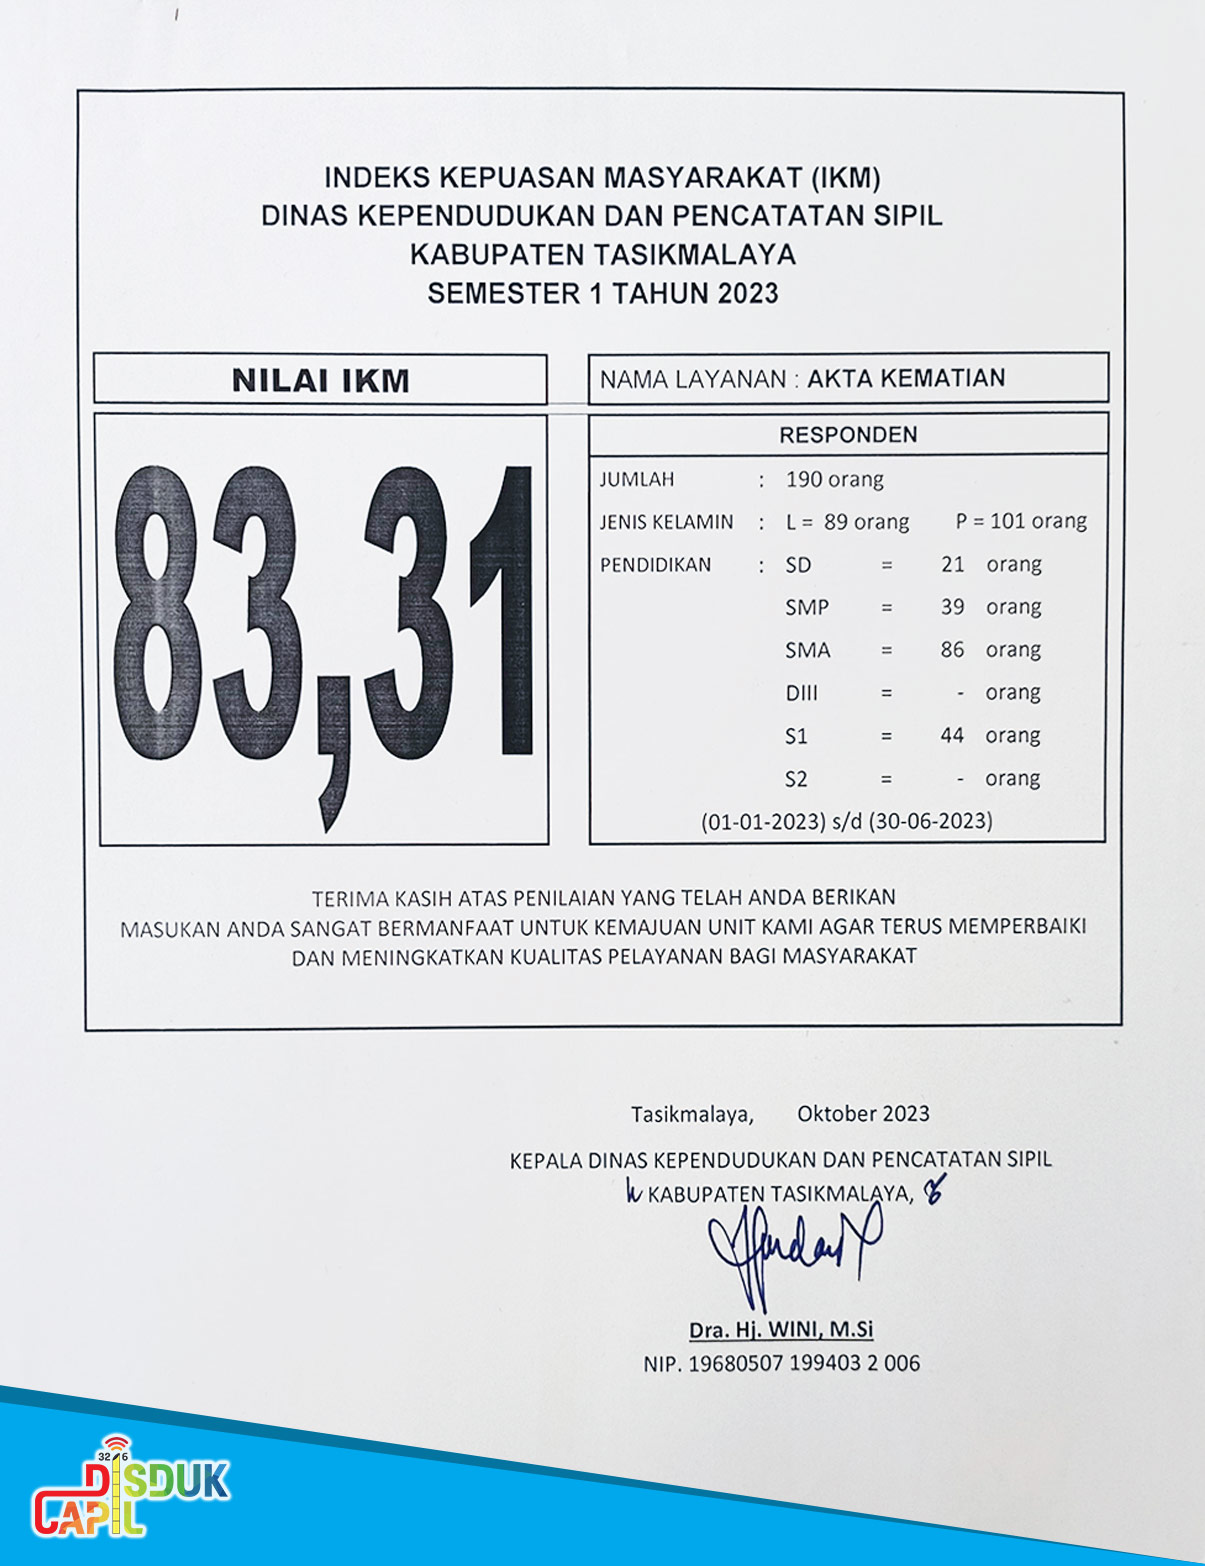 INDEKS KEPUASAN MASYARAKAT (IKM)
DINAS KEPENDUDUKAN DAN PENCATATAN SIPIL
KABUPATEN TASIKMALAYA
SEMESTER 1 TAHUN 2023
NILAI IKM
83,31
NAMA LAYANAN : AKTA KEMATIAN
RESPONDEN
JUMLAH : 190 orang
JENIS KELAMIN : L = 89 orang P = 101 orang
PENDIDIKAN : SD = 21 orang
SMP = 39 orang
SMA = 86 orang
DIII = - orang
S1 = 44 orang
S2 = - orang
(01-01-2023) s/d (30-06-2023)
TERIMA KASIH ATAS PENILAIAN YANG TELAH ANDA BERIKAN
MASUKAN ANDA SANGAT BERMANFAAT UNTUK KEMAJUAN UNIT KAMI AGAR TERUS MEMPERBAIKI
DAN MENINGKATKAN KUALITAS PELAYANAN BAGI MASYARAKAT
Tasikmalaya, Oktober 2023
KEPALA DINAS KEPENDUDUKAN DAN PENCATATAN SIPIL
KABUPATEN TASIKMALAYA,
Dra. Hj. WINI, M.Si
NIP. 19680507 199403 2 006
DISDUK
CAPIL